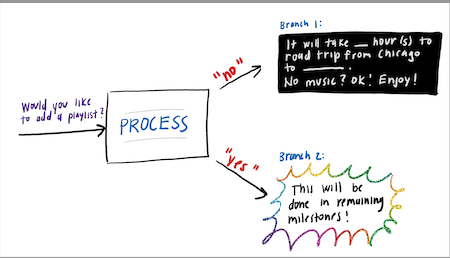 Would you like
to add a playlist?
PROCESS
"no"
"yes"
Branch 1:
It will take __ hour(s) to
road trip from Chicago
to ______.
No music? OK! Enjoy!
Branch 2:
This will be
done in remaining
milestones!